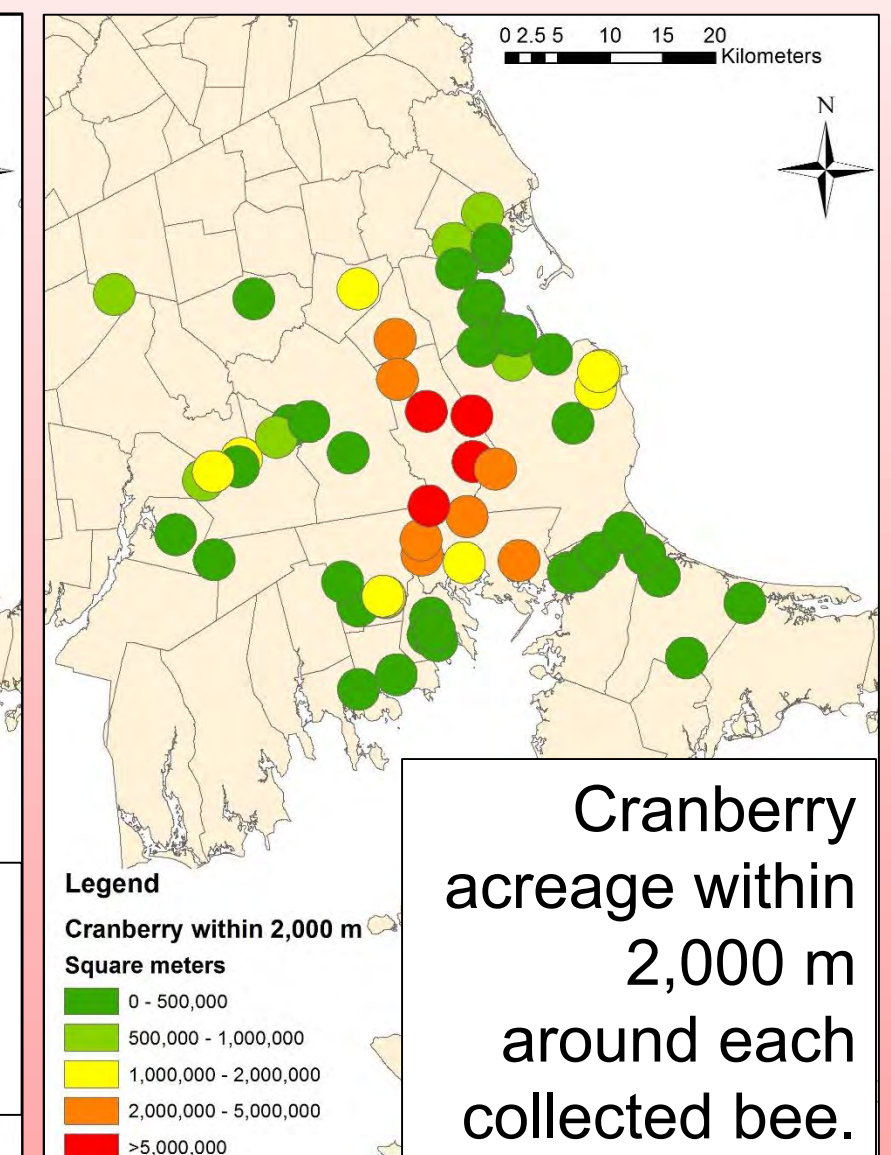 0 2.5 5 10 15 20
Kilometers
N
Legend
Cranberry within 2,000 m
Square meters
0 - 500,000
500,000 - 1,000,000
1,000,000 - 2,000,000
2,000,000 - 5,000,000
>5,000,000
Cranberry
acreage within
2,000 m
around each
collected bee.